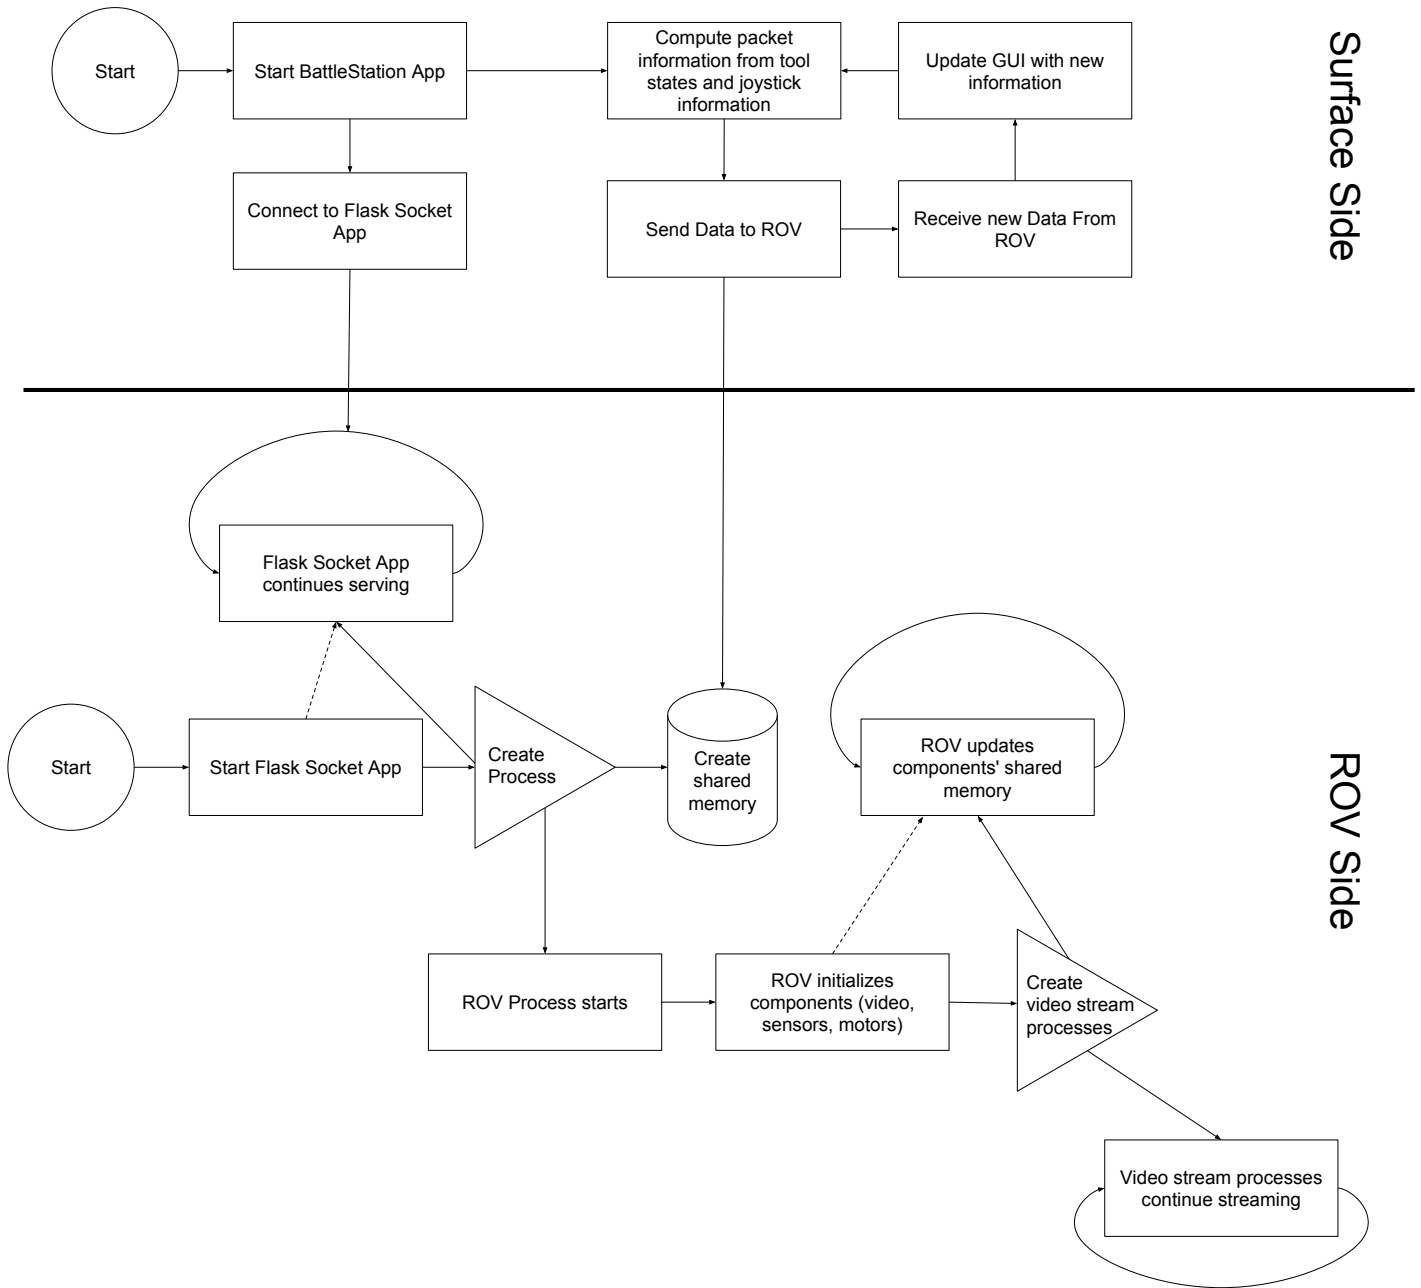 Start
Start BattleStation App
Compute packet
information from tool
states and joystick
information
Update GUI with new
information
Surface Side
Connect to Flask Socket
App
Send Data to ROV
Receive new Data From
ROV
Flask Socket App
continues serving
Start
Start Flask Socket App
Create
Process
Create
shared
memory
ROV updates
components' shared
memory
ROV Side
ROV Process starts
ROV initializes
components (video,
sensors, motors)
Create
video stream
processes
Video stream processes
continue streaming